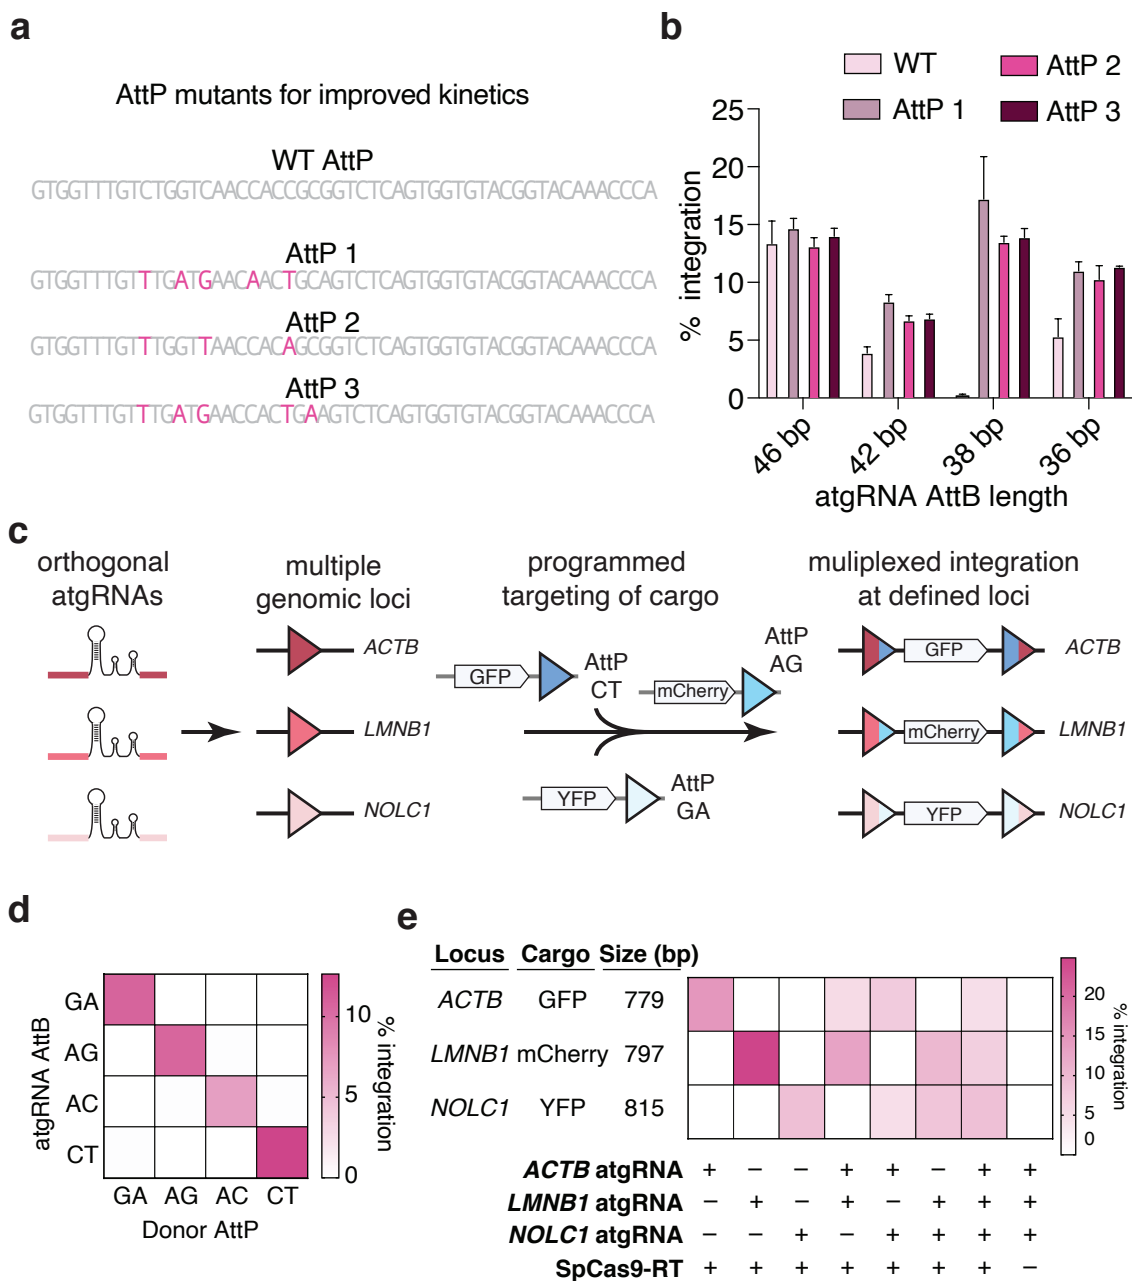 a
AttP mutants for improved kinetics
WT AttP
GTGGTTTGTCTGGTCAACCACCGCGGTCTCAGTGGTGTACGGTACAAACCCA
AttP 1
GTGGTTTGTTTGATGAACAACTGCAGTCTCAGTGGTGTACGGTACAAACCCA
AttP 2
GTGGTTTGTTTGGTTAACCACAGCGGTCTCAGTGGTGTACGGTACAAACCCA
AttP 3
GTGGTTTGTTTGATGAACCACTGAAGTCTCAGTGGTGTACGGTACAAACCCA
b
WT
AttP 1
AttP 2
AttP 3
% integration
25
20
15
10
5
0
46 bp
42 bp
38 bp
36 bp
atgRNA AttB length
c
orthogonal
atgRNAs
multiple
genomic loci
programmed
targeting of cargo
muliplexed integration
at defined loci
ACTB
LMNB1
NOLC1
GFP
AttP
CT
mCherry
AttP
AG
YFP
AttP
GA
GFP
ACTB
mCherry
LMNB1
YFP
NOLC1
d
atgRNA AttB
GA
AG
AC
CT
GA AG AC CT
Donor AttP
10
5
0
% integration
e
Locus Cargo Size (bp)
ACTB GFP 779
LMNB1 mCherry 797
NOLC1 YFP 815
20
15
10
5
0
% integration
ACTB atgRNA + – – + + – + +
LMNB1 atgRNA – + – + – + + +
NOLC1 atgRNA – – + – + + + +
SpCas9-RT + + + + + + + –